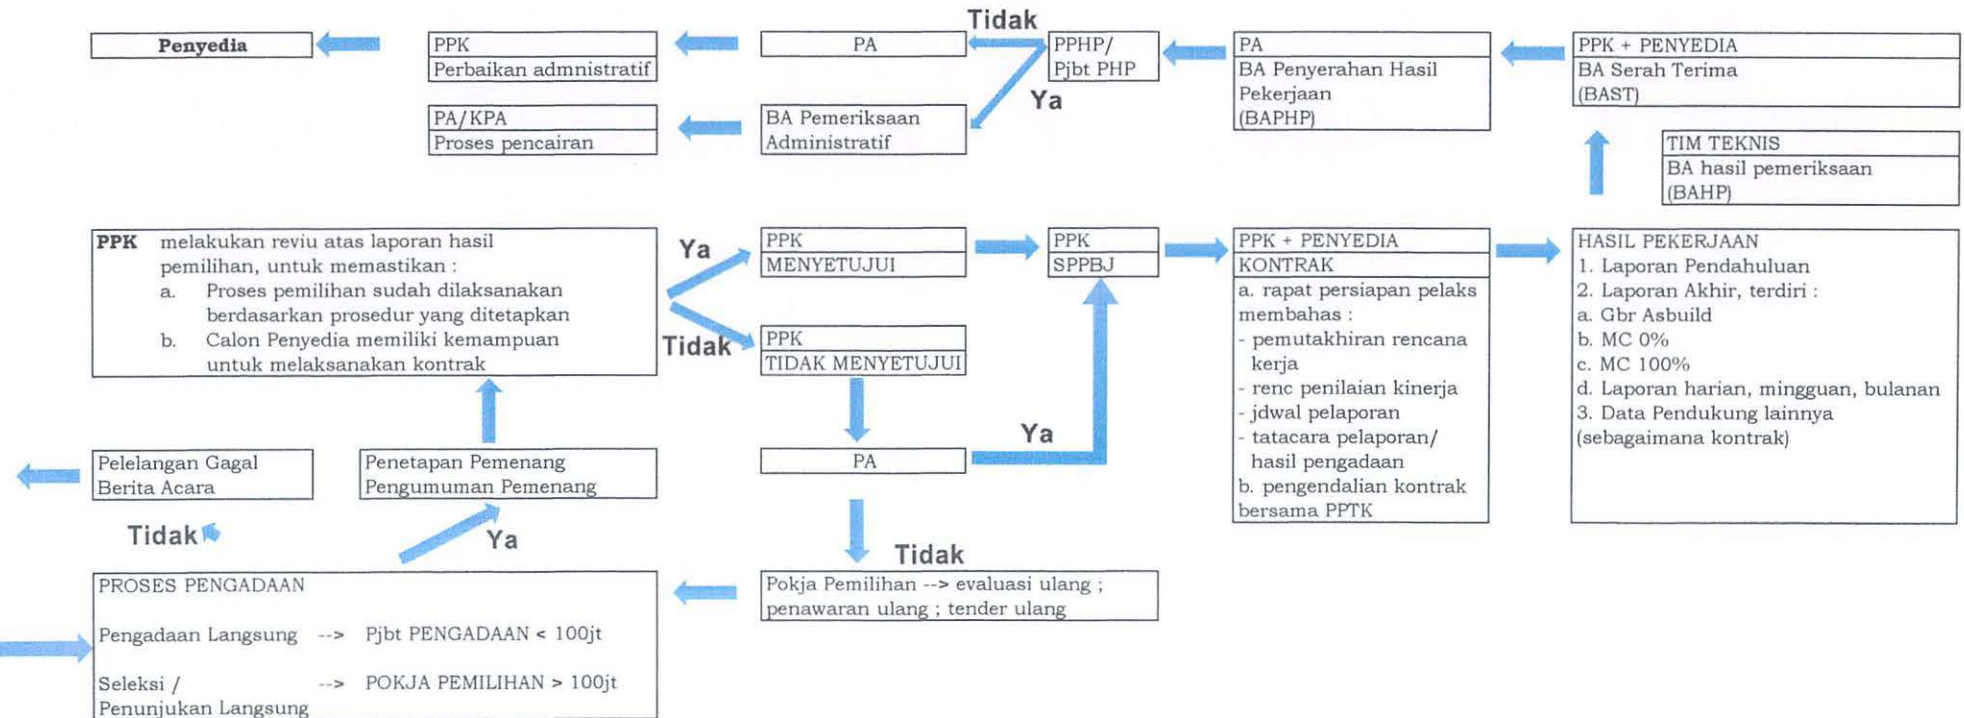 Tidak
Penyedia
PPK
Perbaikan admnistratif
PA
PPHP/
Pjbt PHP
PA
BA Penyerahan Hasil
Pekerjaan
(BAPHP)
PPK + PENYEDIA
BA Serah Terima
(BAST)
Ya
PA/KPA
Proses pencairan
BA Pemeriksaan
Administratif
TIM TEKNIS
BA hasil pemeriksaan
(BAHP)
PPK melakukan reviu atas laporan hasil
pemilihan, untuk memastikan :
a. Proses pemilihan sudah dilaksanakan
berdasarkan prosedur yang ditetapkan
b. Calon Penyedia memiliki kemampuan
untuk melaksanakan kontrak
Ya
Tidak
PPK
MENYETUJUI
PPK
TIDAK MENYETUJUI
PPK
SPPBJ
PPK + PENYEDIA
KONTRAK
a. rapat persiapan pelaks
membahas :
- pemutakhiran rencana
kerja
- renc penilaian kinerja
- jdwal pelaporan
- tatacara pelaporan/
hasil pengadaan
b. pengendalian kontrak
bersama PPTK
HASIL PEKERJAAN
1. Laporan Pendahuluan
2. Laporan Akhir, terdiri :
a. Gbr Asbuild
b. MC 0%
c. MC 100%
d. Laporan harian, mingguan, bulanan
3. Data Pendukung lainnya
(sebagaimana kontrak)
Pelelangan Gagal
Berita Acara
Penetapan Pemenang
Pengumuman Pemenang
PA
Ya
Tidak
Ya
Tidak
PROSES PENGADAAN
Pengadaan Langsung --> Pjbt PENGADAAN < 100jt
Seleksi / --> POKJA PEMILIHAN > 100jt
Penunjukan Langsung
Pokja Pemilihan --> evaluasi ulang ;
penawaran ulang ; tender ulang